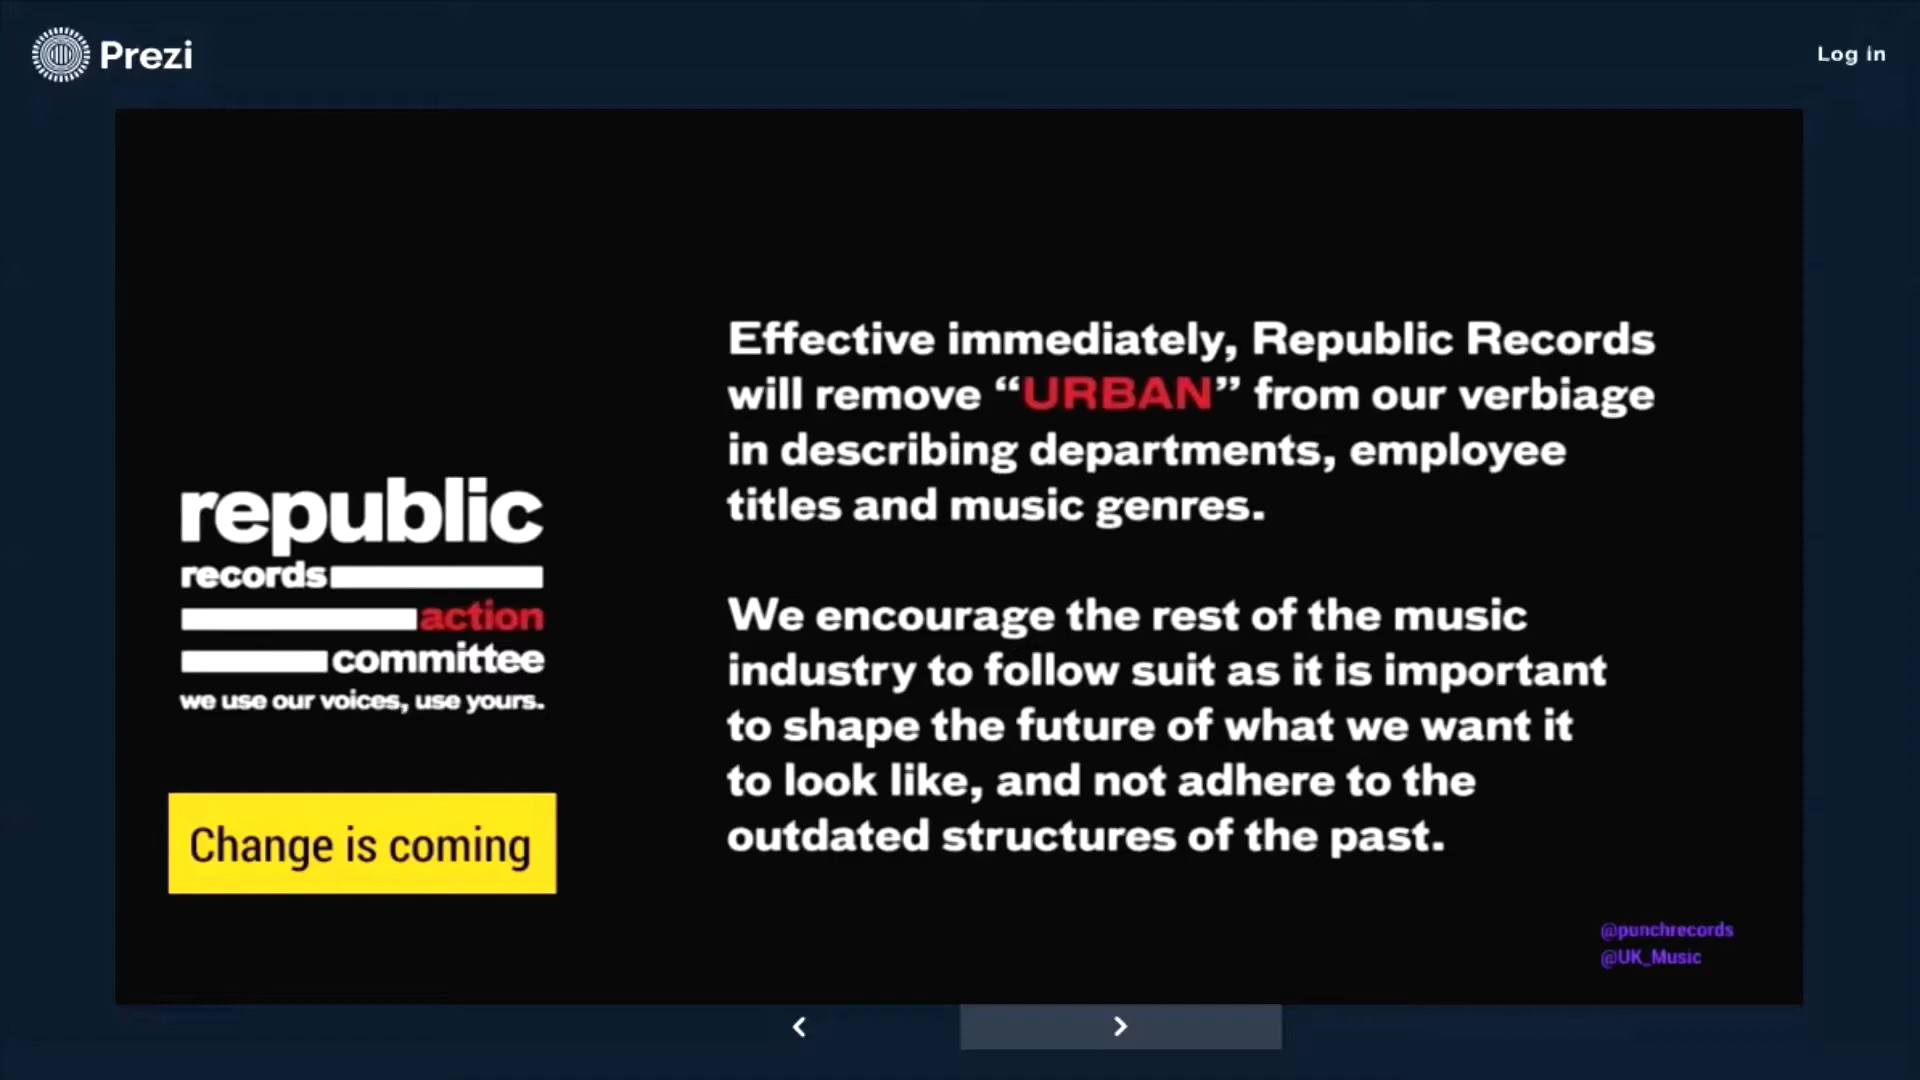 Prezi
Log in
Effective immediately, Republic Records
will remove “URBAN” from our verbiage
in describing departments, employee
titles and music genres.
We encourage the rest of the music
industry to follow suit as it is important
to shape the future of what we want it
to look like, and not adhere to the
outdated structures of the past.
republic
records
action
committee
we use our voices, use yours.
Change is coming
@punchrecords
@UK_Music